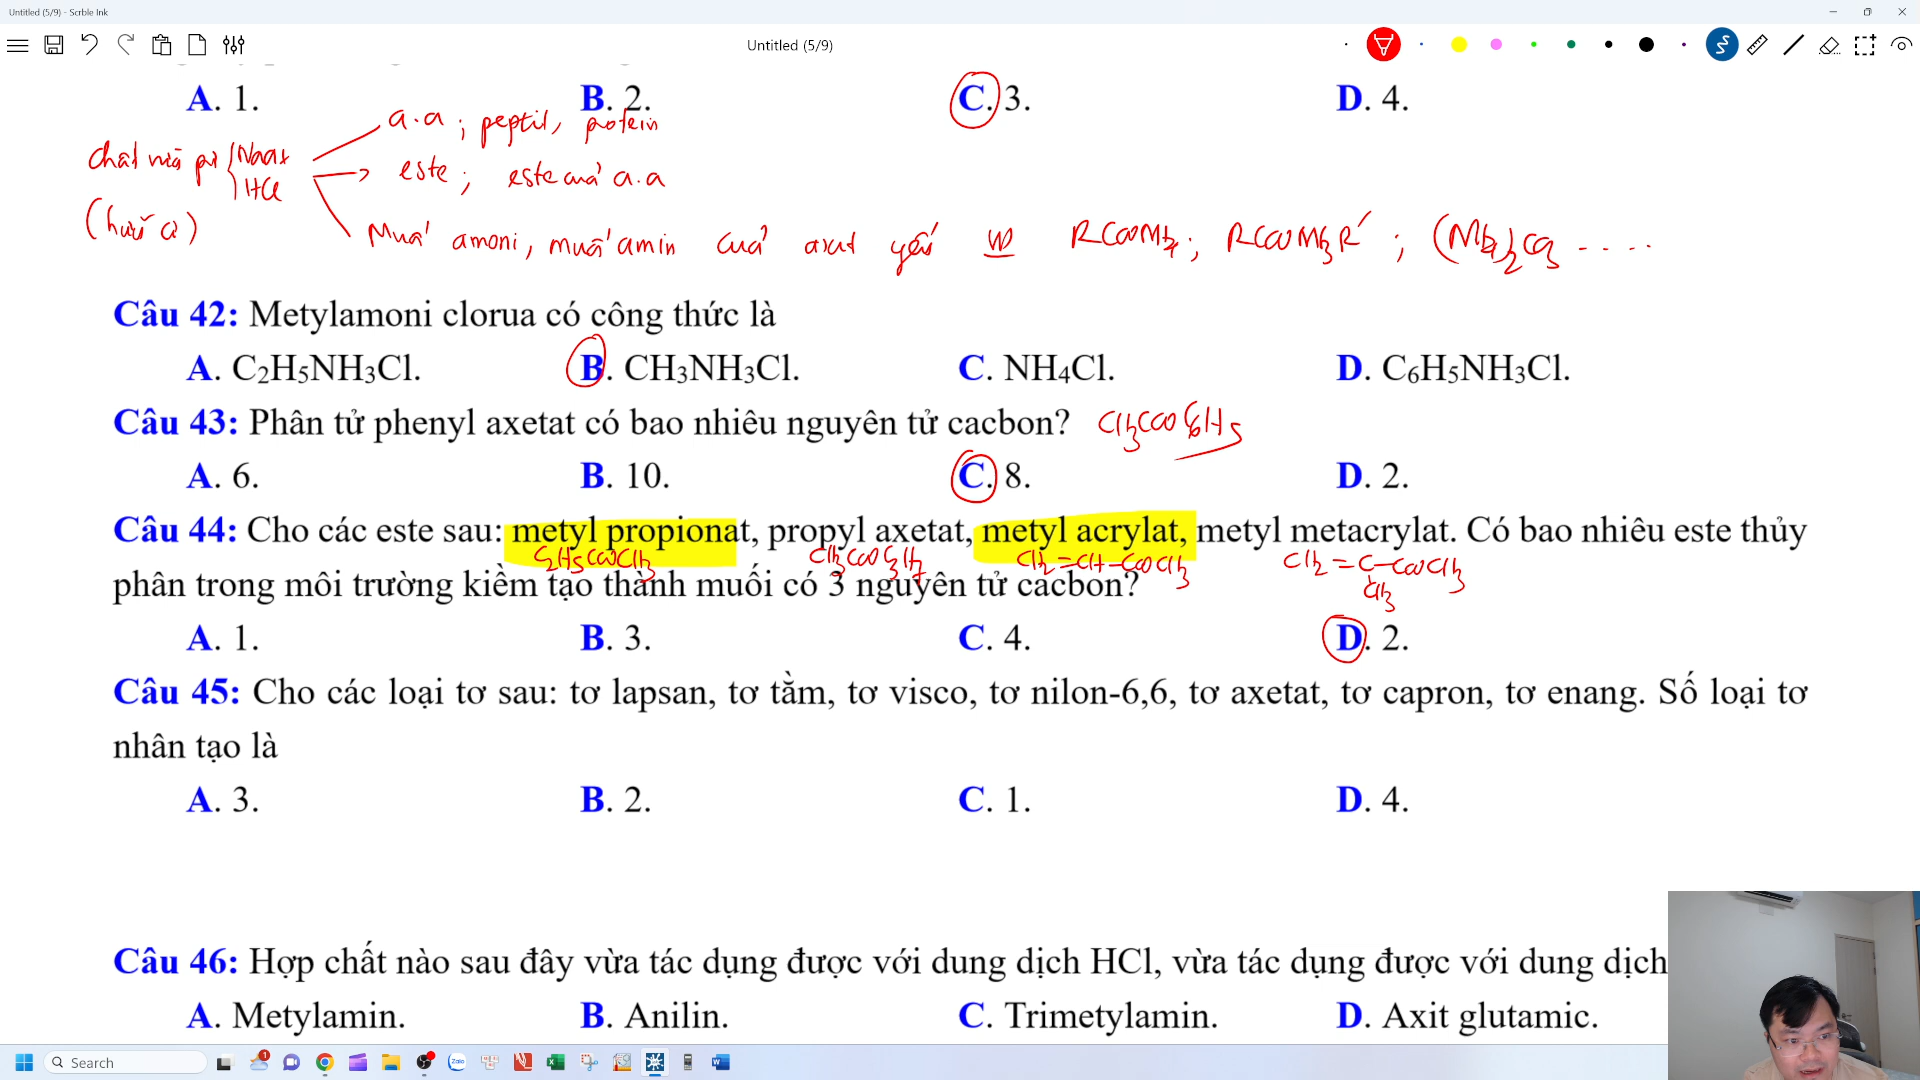 Untitled (5/9) - Scrble Ink
Untitled (5/9)
A. 1. B. 2. C. 3. D. 4.
a.a ; peptit, protein
NaOH
HCl
este ; este của a.a
(hữu cơ)
Muối amoni, muối amin của axit yếu RCOONH4; RCOONH3R' ; (NH4)2CO3 ....
Câu 42: Metylamoni clorua có công thức là
A. C2H5NH3Cl. B. CH3NH3Cl. C. NH4Cl. D. C6H5NH3Cl.
Câu 43: Phân tử phenyl axetat có bao nhiêu nguyên tử cacbon? CH3COOC6H5
A. 6. B. 10. C. 8. D. 2.
Câu 44: Cho các este sau: metyl propionat, propyl axetat, metyl acrylat, metyl metacrylat. Có bao nhiêu este thủy
C2H5COOCH3 CH3COOC3H7 CH2=CH-COOCH3 CH2=C-COOCH3
CH3
phân trong môi trường kiềm tạo thành muối có 3 nguyên tử cacbon?
A. 1. B. 3. C. 4. D. 2.
Câu 45: Cho các loại tơ sau: tơ lapsan, tơ tằm, tơ visco, tơ nilon-6,6, tơ axetat, tơ capron, tơ enang. Số loại tơ
nhân tạo là
A. 3. B. 2. C. 1. D. 4.
Câu 46: Hợp chất nào sau đây vừa tác dụng được với dung dịch HCl, vừa tác dụng được với dung dịch
A. Metylamin. B. Anilin. C. Trimetylamin. D. Axit glutamic.
Search